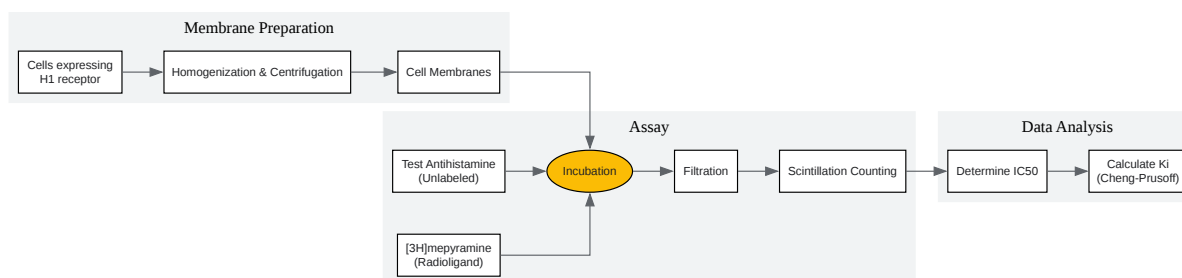 Membrane Preparation
Cells expressing
H1 receptor
Homogenization & Centrifugation
Cell Membranes
Assay
Test Antihistamine
(Unlabeled)
Incubation
Filtration
Scintillation Counting
[3H]mepyramine
(Radioligand)
Data Analysis
Determine IC50
Calculate Ki
(Cheng-Prusoff)